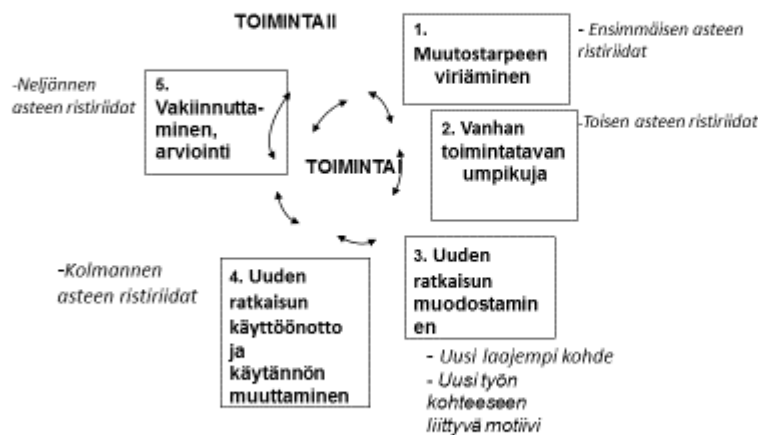 TOIMINTA II
1.
Muutostarpeen
viriäminen
- Ensimmäisen asteen
ristiriidat
2. Vanhan
toimintatavan
umpikuja
-Toisen asteen ristiriidat
3. Uuden
ratkaisun
muodostamin
en
- Uusi laajempi kohde
- Uusi työn
kohteeseen
liittyvä motiivi
4. Uuden
ratkaisun
käyttöönotto
ja
käytännön
muuttaminen
-Kolmannen
asteen ristiriidat
5.
Vakiinnutta-
minen,
arviointi
-Neljännen
asteen ristiriidat
TOIMINTA I